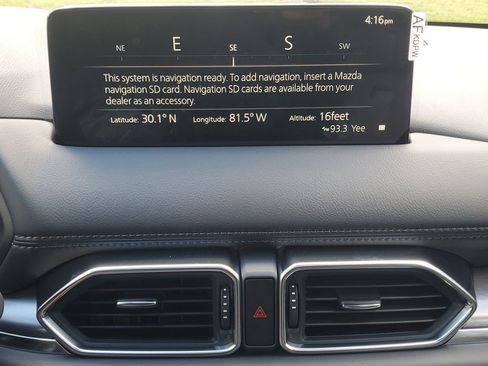 4:16pm
NE E SE S SW
This system is navigation ready. To add navigation, insert a Mazda
navigation SD card. Navigation SD cards are available from your
dealer as an accessory.
Latitude: 30.1° N Longitude: 81.5° W Altitude: 16feet
93.3 Yee
AFKDPW